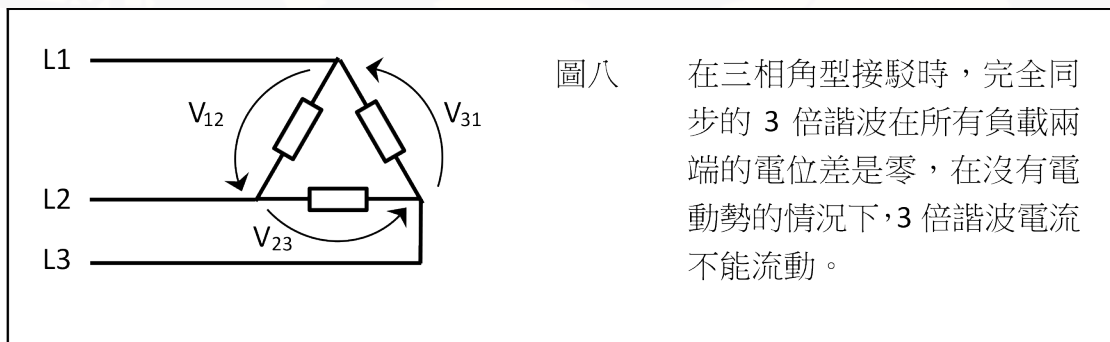 L1
V12
V31
L2
V23
L3
圖八
在三相角型接駁時，完全同
步的 3 倍諧波在所有負載兩
端的電位差是零，在沒有電
動勢的情況下，3 倍諧波電流
不能流動。